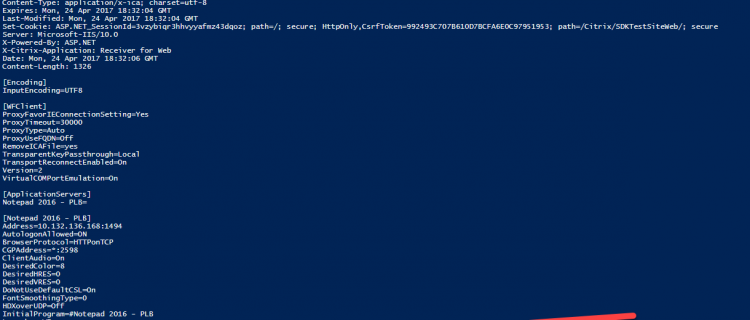 Content-Type: application/x-ica; charset=utf-8
Expires: Mon, 24 Apr 2017 18:32:04 GMT
Last-Modified: Mon, 24 Apr 2017 18:32:04 GMT
Set-Cookie: ASP.NET_SessionId=3vzybiqr3hhvyyafmz43dqoz; path=/; secure; HttpOnly,CsrfToken=992493C707B610D7BCFA6E0C97951953; path=/Citrix/SDKTestSiteWeb/; secure
Server: Microsoft-IIS/10.0
X-Powered-By: ASP.NET
X-Citrix-Application: Receiver for Web
Date: Mon, 24 Apr 2017 18:32:06 GMT
Content-Length: 1326
[Encoding]
InputEncoding=UTF8
[WFClient]
ProxyFavorIEConnectionSetting=Yes
ProxyTimeout=30000
ProxyType=Auto
ProxyUseFQDN=Off
RemoveICAFile=yes
TransparentKeyPassthrough=Local
TransportReconnectEnabled=On
Version=2
VirtualCOMPortEmulation=On
[ApplicationServers]
Notepad 2016 - PLB=
[Notepad 2016 - PLB]
Address=10.132.136.168:1494
AutologonAllowed=ON
BrowserProtocol=HTTPonTCP
CGPAddress=*:2598
ClientAudio=On
DesiredColor=8
DesiredHRES=0
DesiredVRES=0
DoNotUseDefaultCSL=On
FontSmoothingType=0
HDXoverUDP=Off
InitialProgram=#Notepad 2016 - PLB